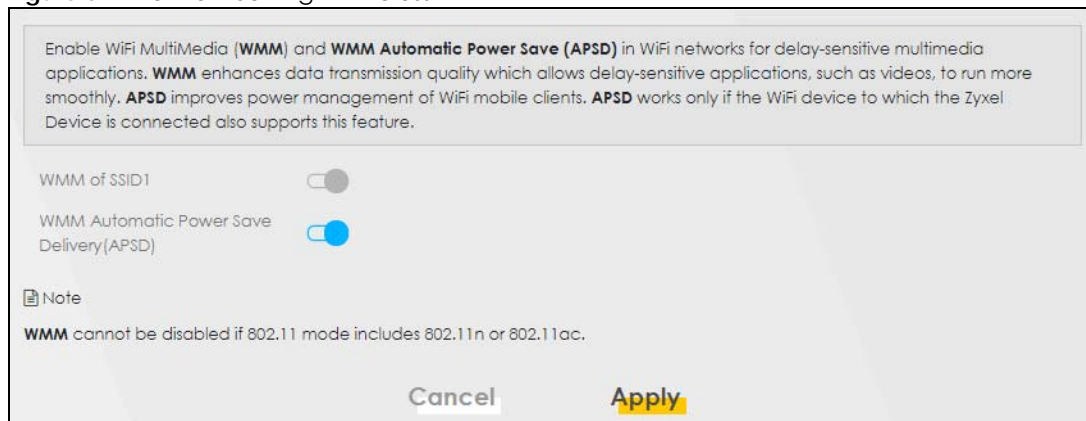 Enable WiFi MultiMedia (WMM) and WMM Automatic Power Save (APSD) in WiFi networks for delay-sensitive multimedia
applications. WMM enhances data transmission quality which allows delay-sensitive applications, such as videos, to run more
smoothly. APSD improves power management of WiFi mobile clients. APSD works only if the WiFi device to which the Zyxel
Device is connected also supports this feature.
WMM of SSID1
WMM Automatic Power Save
Delivery(APSD)
Note
WMM cannot be disabled if 802.11 mode includes 802.11n or 802.11ac.
Cancel Apply